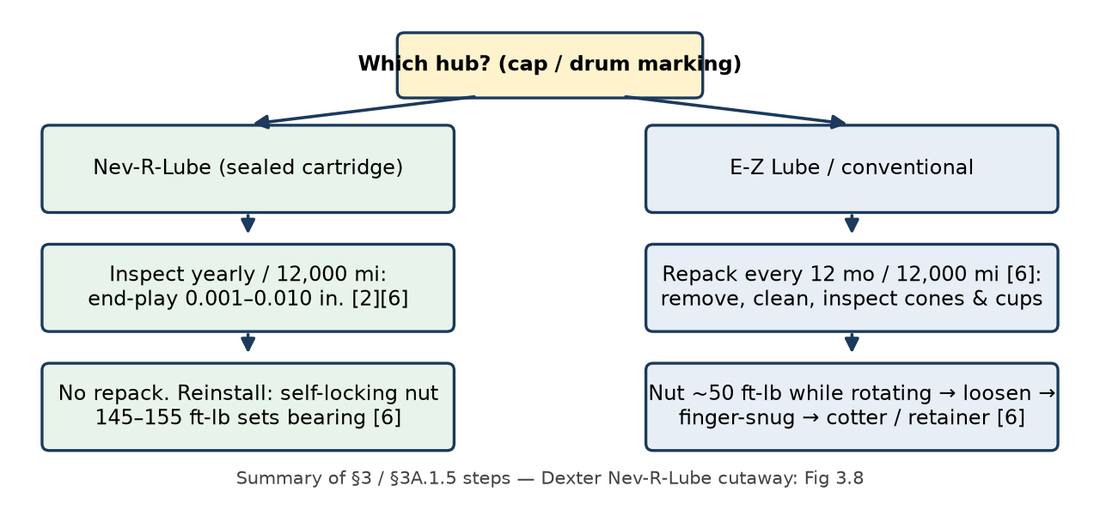 Which hub? (cap / drum marking)
Nev-R-Lube (sealed cartridge)
E-Z Lube / conventional
Inspect yearly / 12,000 mi:
end-play 0.001–0.010 in. [2][6]
Repack every 12 mo / 12,000 mi [6]:
remove, clean, inspect cones & cups
No repack. Reinstall: self-locking nut
145–155 ft-lb sets bearing [6]
Nut ~50 ft-lb while rotating → loosen →
finger-snug → cotter / retainer [6]
Summary of §3 / §3A.1.5 steps — Dexter Nev-R-Lube cutaway: Fig 3.8